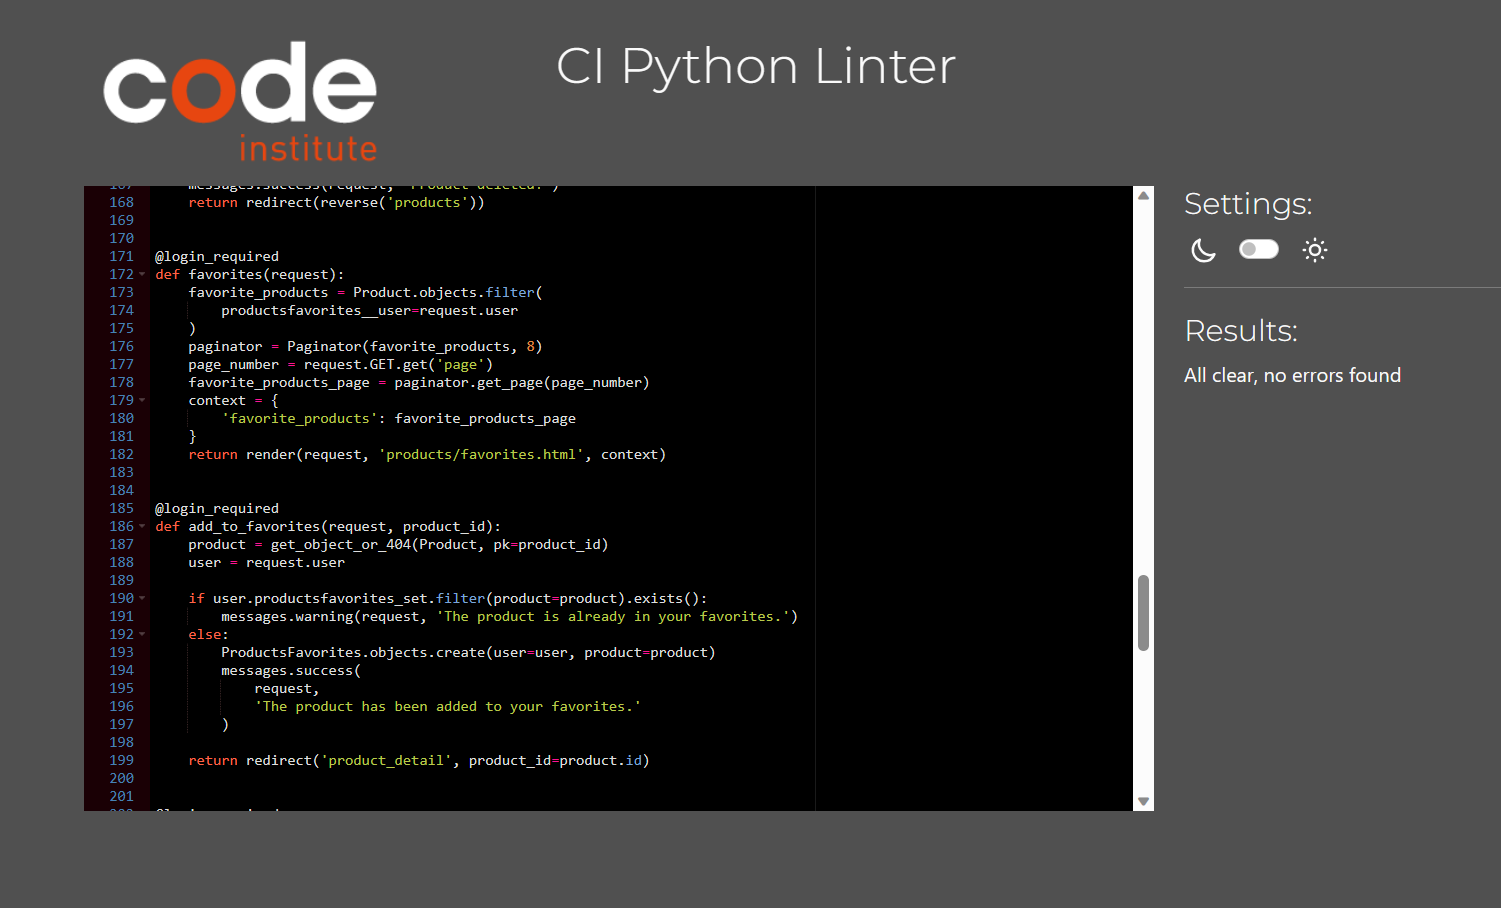 code
institute
CI Python Linter
167 messages.success(request, 'Product deleted!')
168 return redirect(reverse('products'))
169
170
171 @login_required
172 def favorites(request):
173 favorite_products = Product.objects.filter(
174 productsfavorites__user=request.user
175 )
176 paginator = Paginator(favorite_products, 8)
177 page_number = request.GET.get('page')
178 favorite_products_page = paginator.get_page(page_number)
179 context = {
180 'favorite_products': favorite_products_page
181 }
182 return render(request, 'products/favorites.html', context)
183
184
185 @login_required
186 def add_to_favorites(request, product_id):
187 product = get_object_or_404(Product, pk=product_id)
188 user = request.user
189
190 if user.productsfavorites_set.filter(product=product).exists():
191 messages.warning(request, 'The product is already in your favorites.')
192 else:
193 ProductsFavorites.objects.create(user=user, product=product)
194 messages.success(
195 request,
196 'The product has been added to your favorites.'
197 )
198
199 return redirect('product_detail', product_id=product.id)
200
201
Settings:
Results:
All clear, no errors found